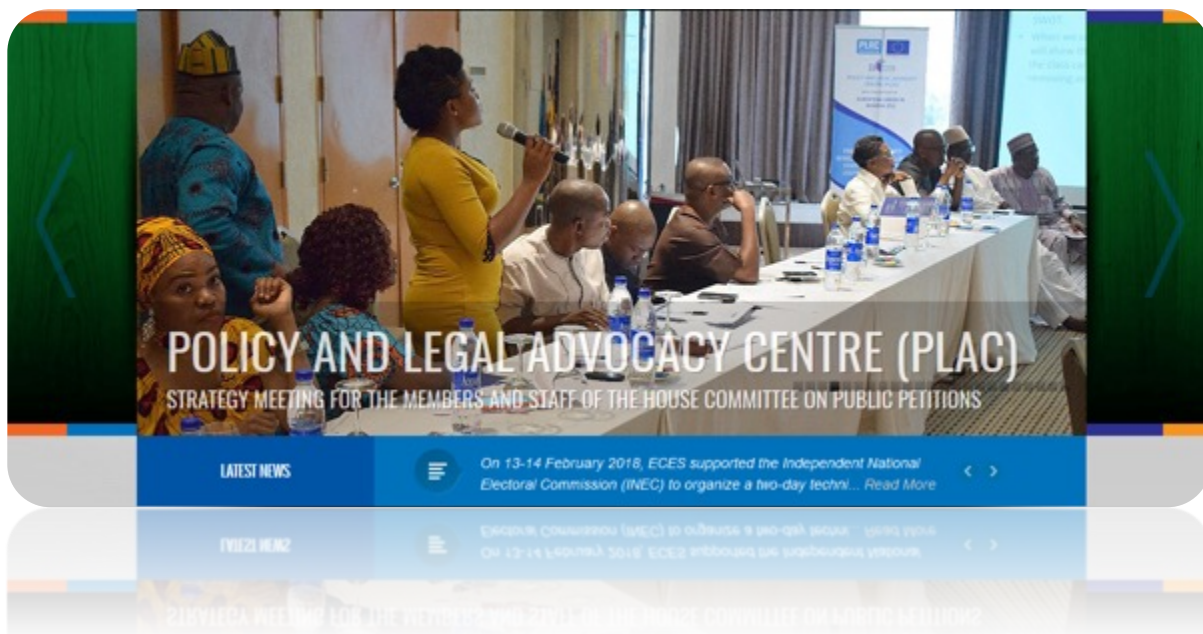 PLAC
POLICY AND LEGAL ADVOCACY CENTRE (PLAC)
STRATEGY MEETING FOR THE MEMBERS AND STAFF OF THE HOUSE COMMITTEE ON PUBLIC PETITIONS
LATEST NEWS
On 13-14 February 2018, ECES supported the Independent National
Electoral Commission (INEC) to organize a two-day techni... Read More